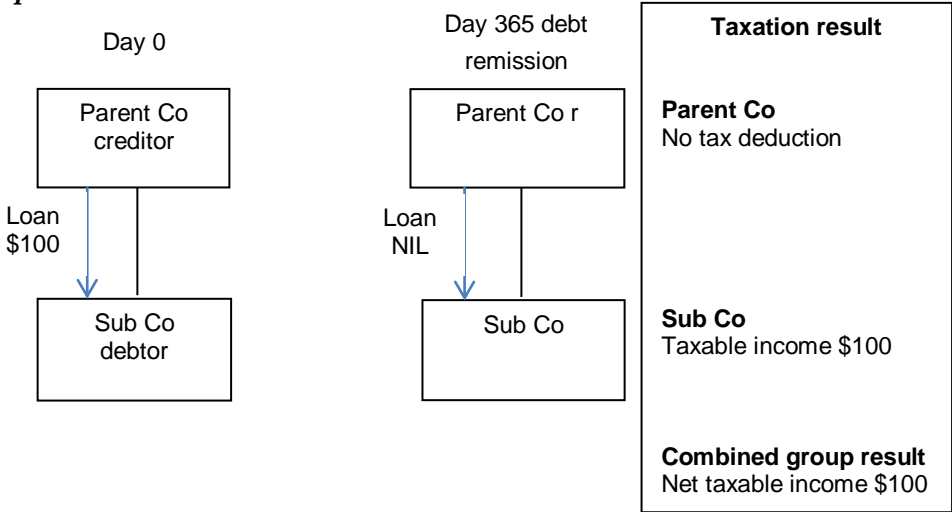 Day 0
Parent Co
creditor
Loan
$100
Sub Co
debtor
Day 365 debt
remission
Parent Co r
Loan
NIL
Sub Co
Taxation result
Parent Co
No tax deduction
Sub Co
Taxable income $100
Combined group result
Net taxable income $100